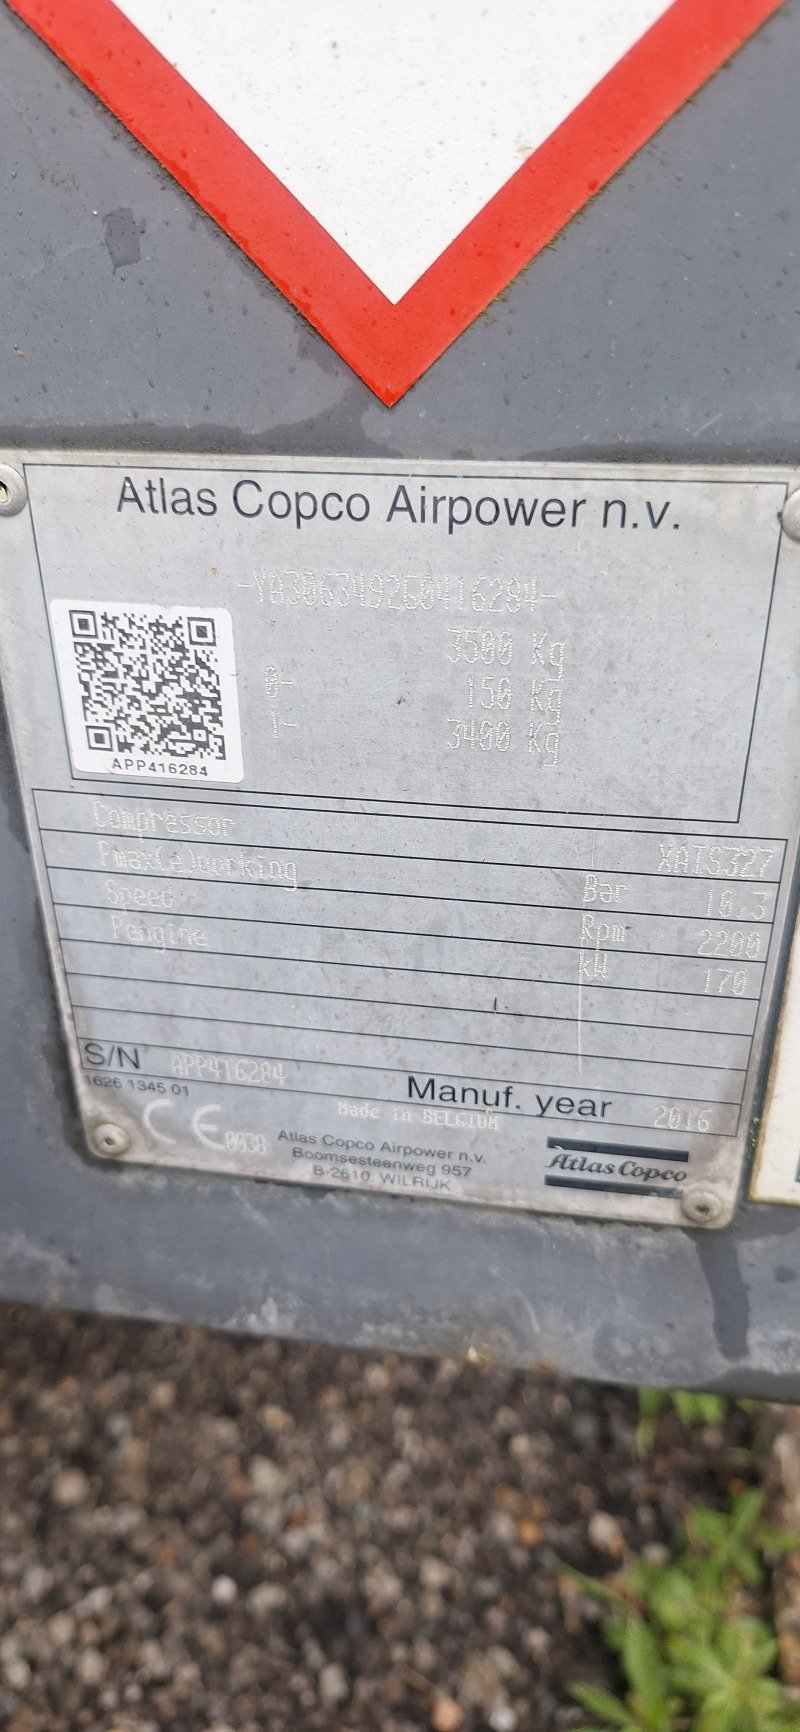 Atlas Copco Airpower n.v.
-YA306349260416284-
3500 Kg
0- 150 Kg
1- 3400 Kg
APP416284
Compressor XATS327
Pmax(e)working Bar 10,3
Speed Rpm 2200
Pengine kW 170
S/N APP416284 Manuf. year 2016
1626 1345 01
Made in BELGIUM
CE 0038
Atlas Copco Airpower n.v.
Boomsesteenweg 957
B-2610 WILRIJK
Atlas Copco